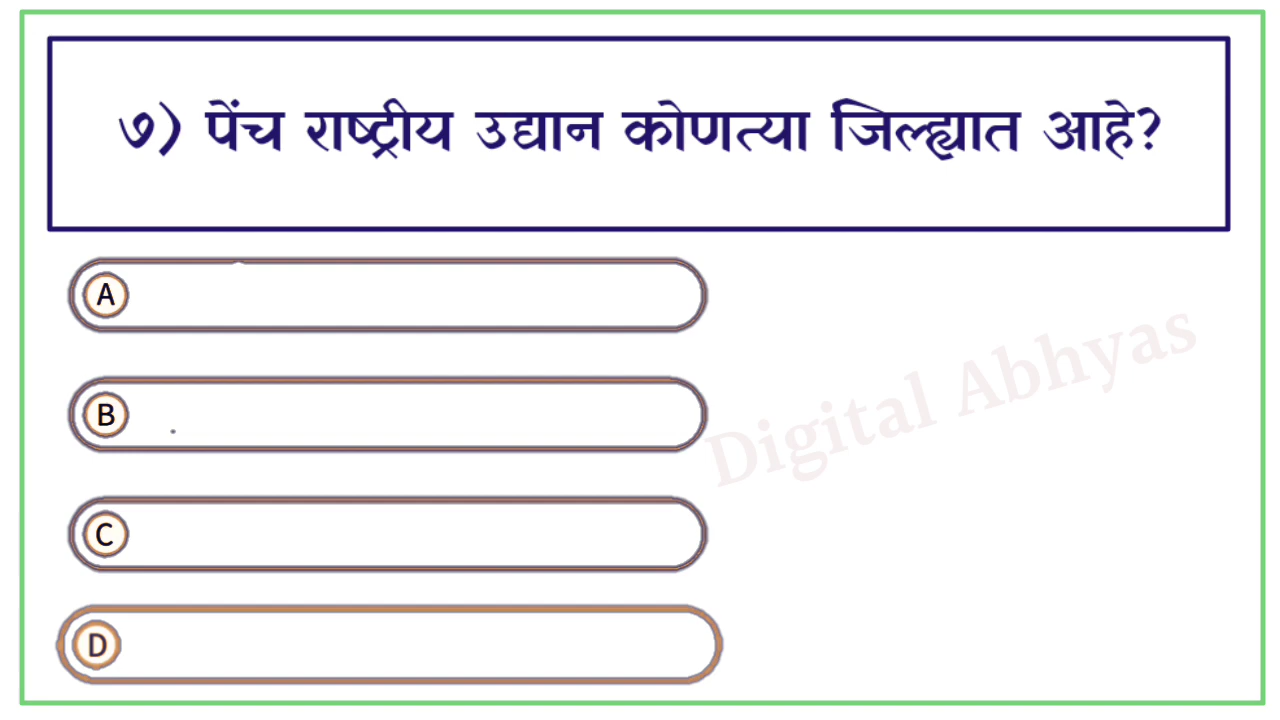 ७) पेंच राष्ट्रीय उद्यान कोणत्या जिल्ह्यात आहे?
A
B
C
D
Digital Abhyas